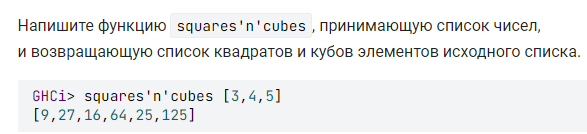 Напишите функцию squares'n'cubes, принимающую список чисел,
и возвращающую список квадратов и кубов элементов исходного списка.
GHCi> squares'n'cubes [3,4,5]
[9,27,16,64,25,125]